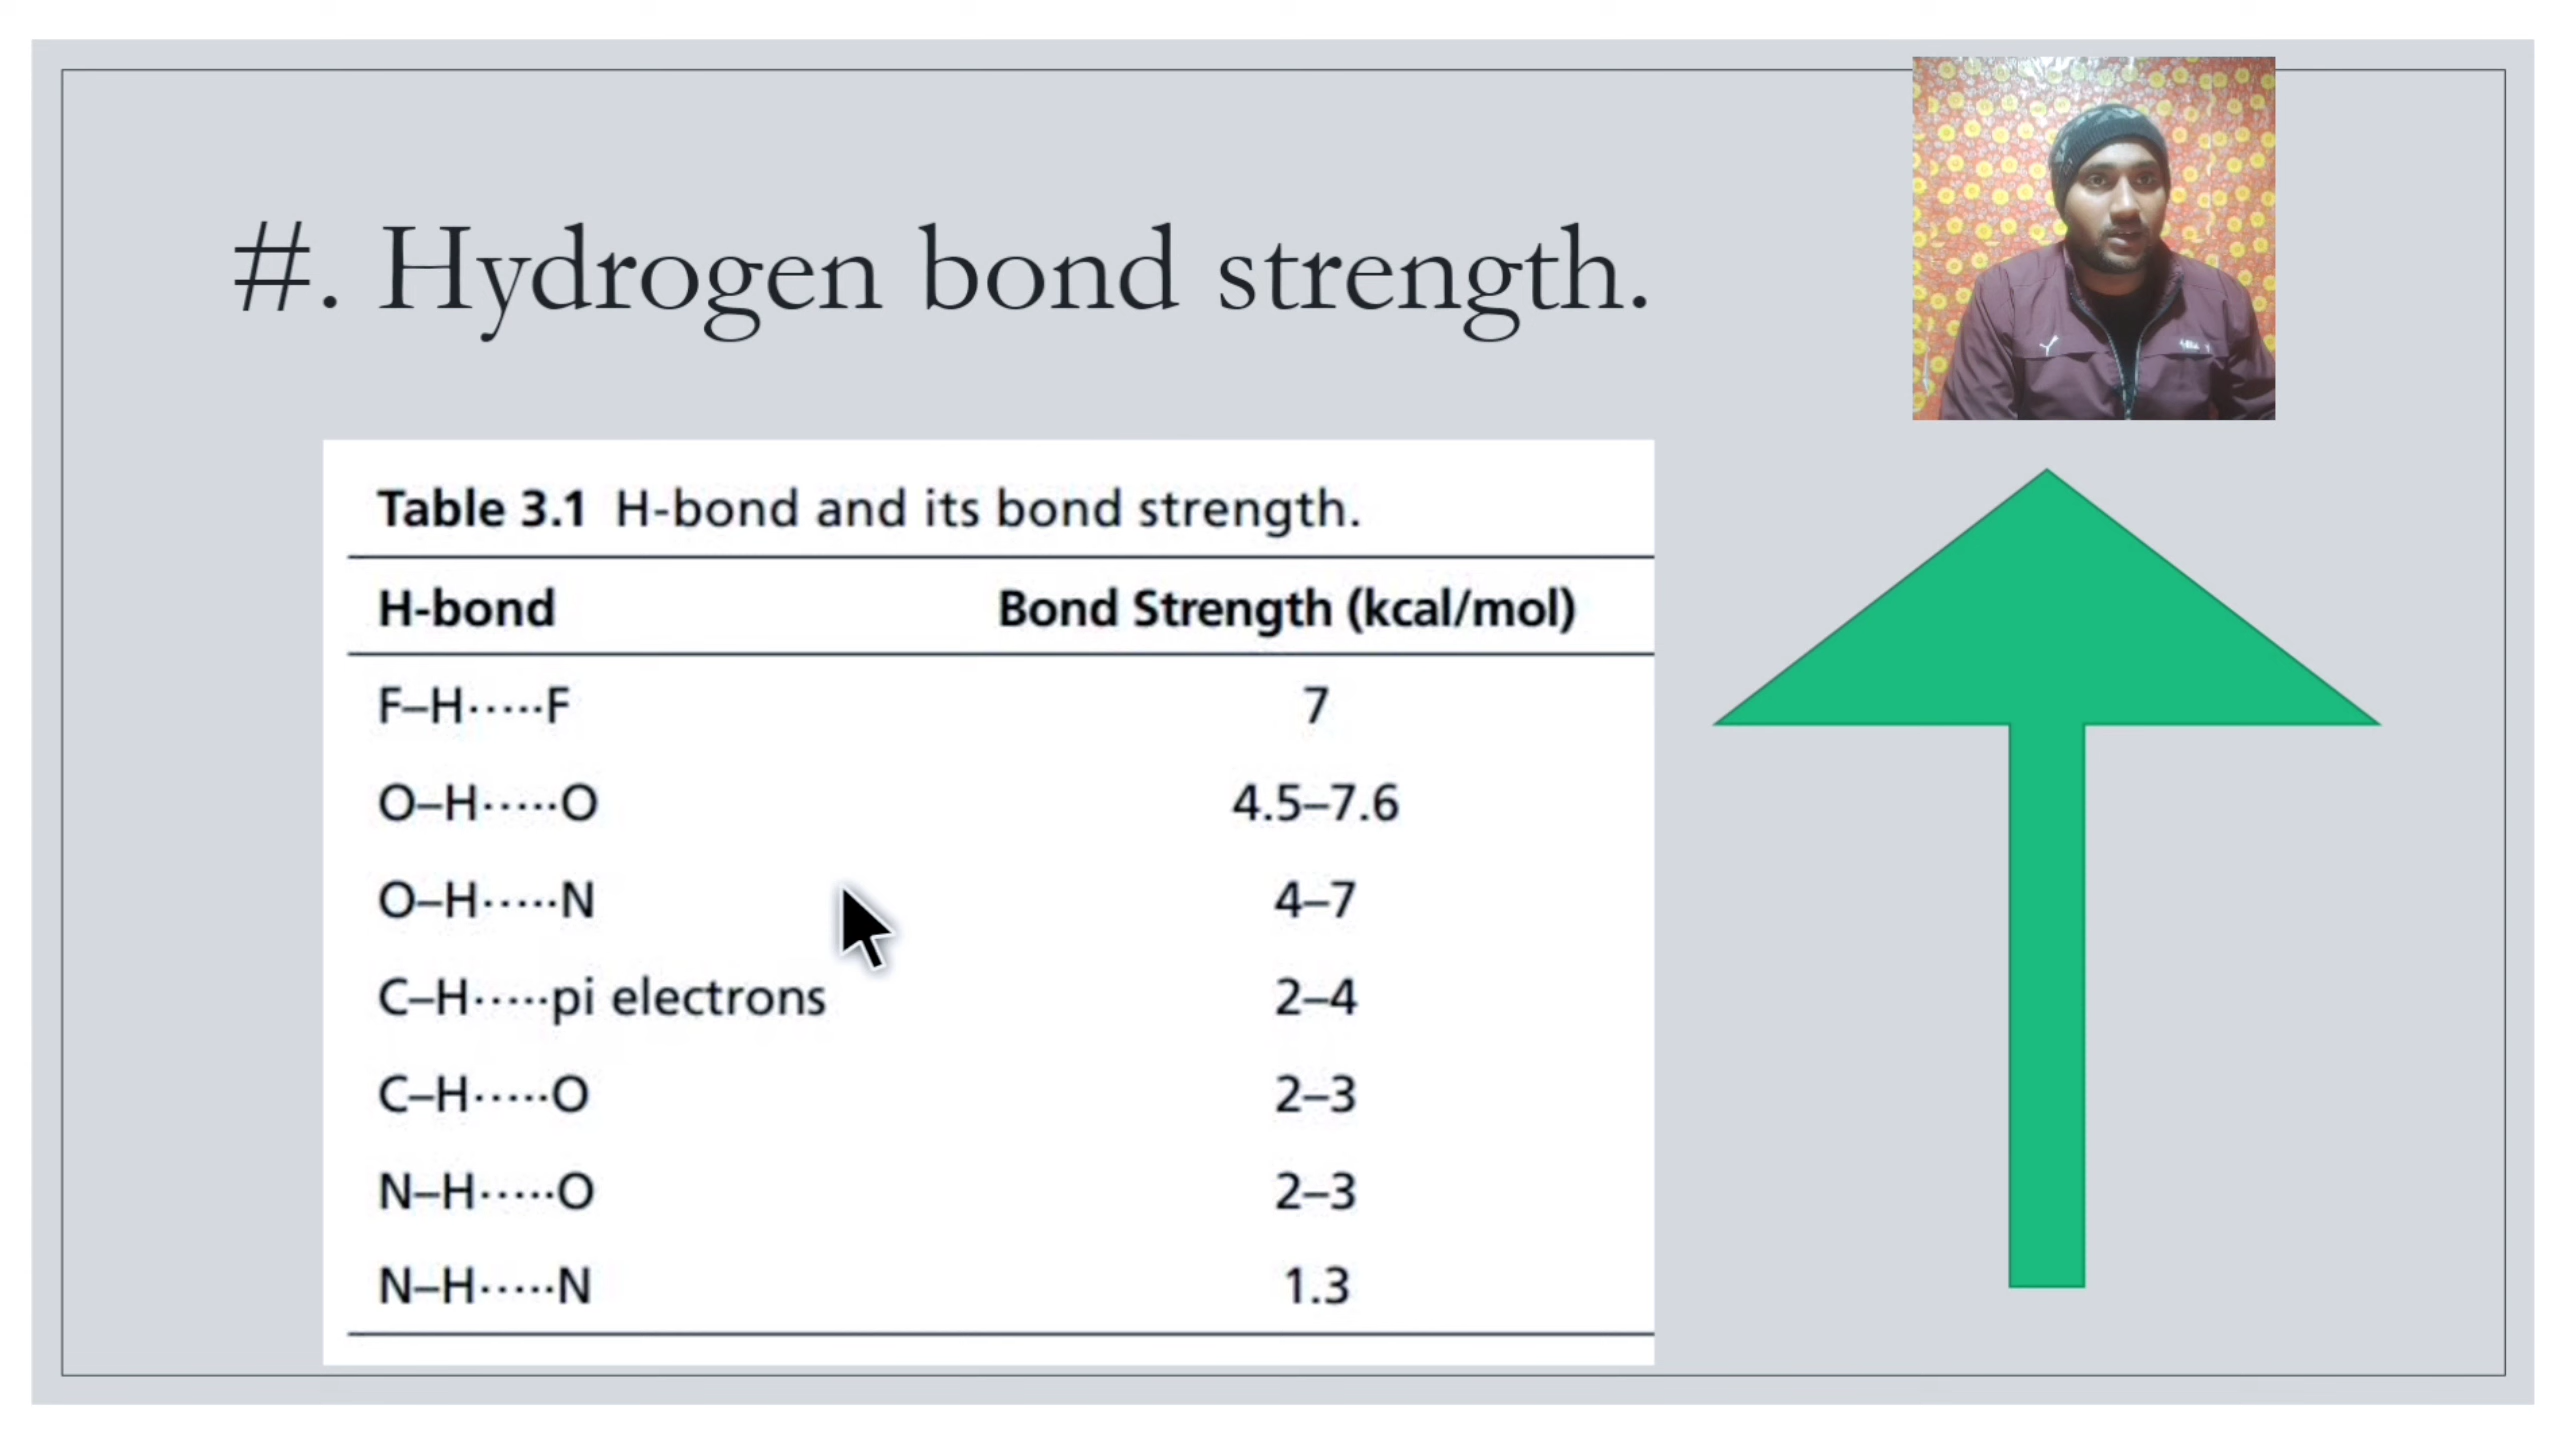 #. Hydrogen bond strength.
Table 3.1 H-bond and its bond strength.
H-bond Bond Strength (kcal/mol)
F–H·····F 7
O–H·····O 4.5–7.6
O–H·····N 4–7
C–H·····pi electrons 2–4
C–H·····O 2–3
N–H·····O 2–3
N–H·····N 1.3